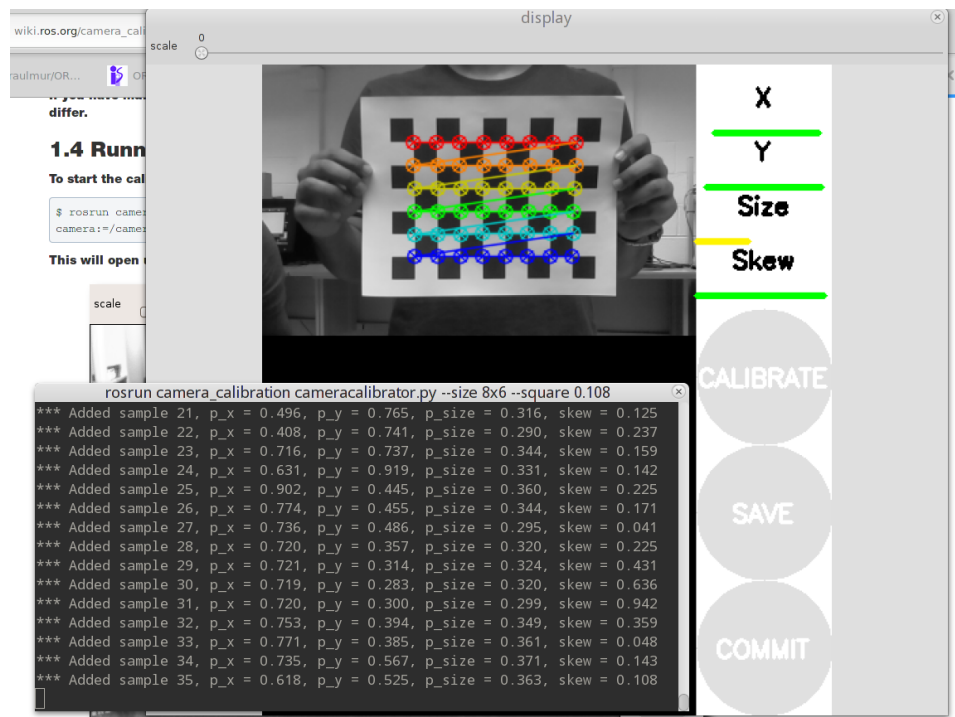 display
wiki.ros.org/camera_cali
scale
0
raulmur/OR...
OR
differ.
1.4 Runn
To start the cal
$ rosrun camer
camera:=/camer
This will open
scale
X
Y
Size
Skew
CALIBRATE
SAVE
COMMIT
rosrun camera_calibration cameracalibrator.py --size 8x6 --square 0.108
*** Added sample 21, p_x = 0.496, p_y = 0.765, p_size = 0.316, skew = 0.125
*** Added sample 22, p_x = 0.408, p_y = 0.741, p_size = 0.290, skew = 0.237
*** Added sample 23, p_x = 0.716, p_y = 0.737, p_size = 0.344, skew = 0.159
*** Added sample 24, p_x = 0.631, p_y = 0.919, p_size = 0.331, skew = 0.142
*** Added sample 25, p_x = 0.902, p_y = 0.445, p_size = 0.360, skew = 0.225
*** Added sample 26, p_x = 0.774, p_y = 0.455, p_size = 0.344, skew = 0.171
*** Added sample 27, p_x = 0.736, p_y = 0.486, p_size = 0.295, skew = 0.041
*** Added sample 28, p_x = 0.720, p_y = 0.357, p_size = 0.320, skew = 0.225
*** Added sample 29, p_x = 0.721, p_y = 0.314, p_size = 0.324, skew = 0.431
*** Added sample 30, p_x = 0.719, p_y = 0.283, p_size = 0.320, skew = 0.636
*** Added sample 31, p_x = 0.720, p_y = 0.300, p_size = 0.299, skew = 0.942
*** Added sample 32, p_x = 0.753, p_y = 0.394, p_size = 0.349, skew = 0.359
*** Added sample 33, p_x = 0.771, p_y = 0.385, p_size = 0.361, skew = 0.048
*** Added sample 34, p_x = 0.735, p_y = 0.567, p_size = 0.371, skew = 0.143
*** Added sample 35, p_x = 0.618, p_y = 0.525, p_size = 0.363, skew = 0.108